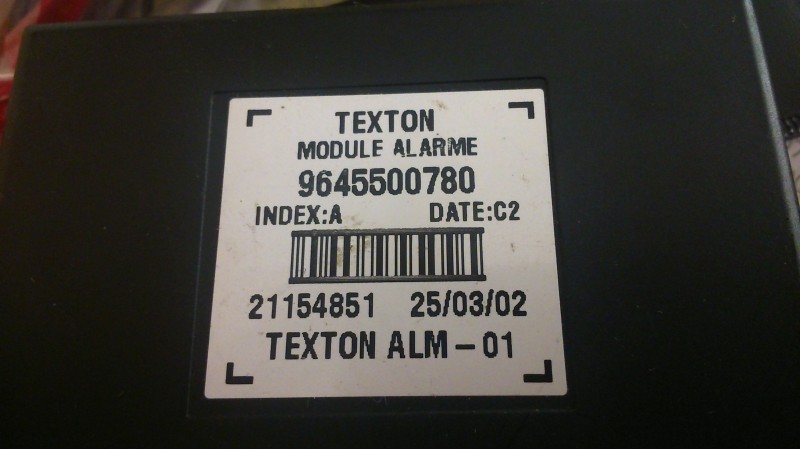 TEXTON
MODULE ALARME
9645500780
INDEX:A DATE:C2
21154851 25/03/02
TEXTON ALM-01